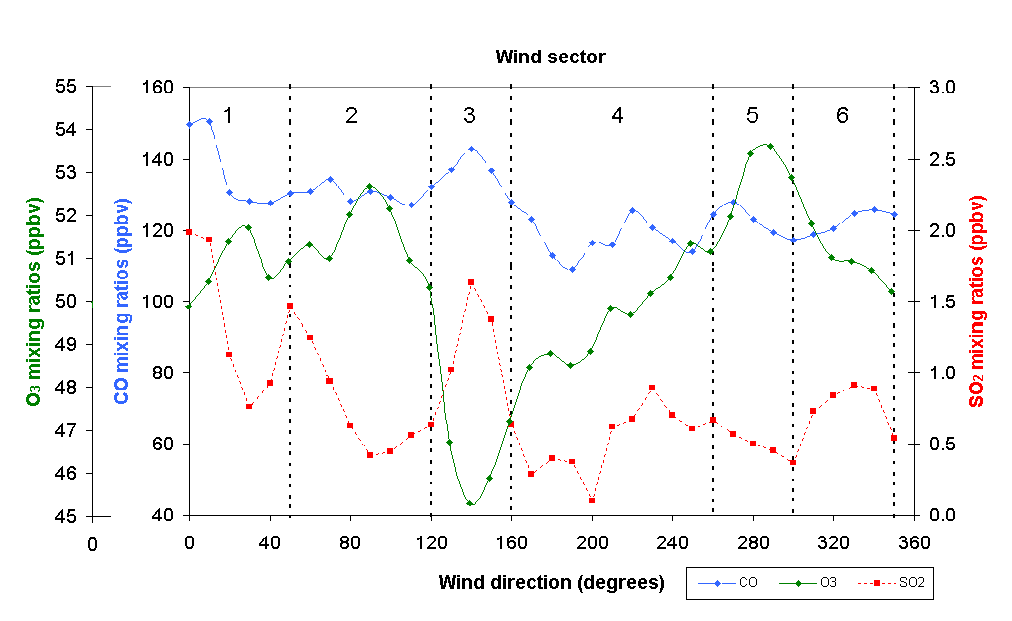 Wind sector
55 160 3.0
1 2 3 4 5 6
54
140 2.5
53
52
120 2.0
51
50 100 1.5
49
48
80 1.0
47
60 0.5
46
45 40 0.0
0 0 40 80 120 160 200 240 280 320 360
O3 mixing ratios (ppbv)
CO mixing ratios (ppbv)
SO2 mixing ratios (ppbv)
Wind direction (degrees)
CO O3 SO2